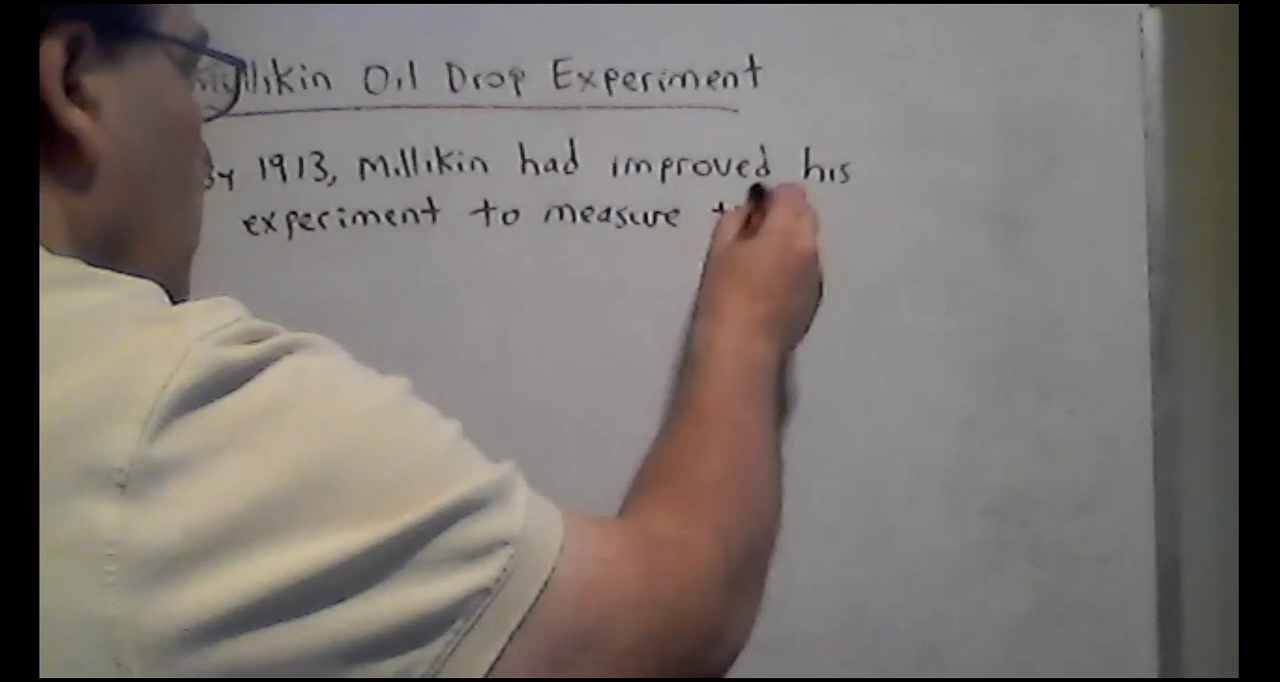 Millikin Oil Drop Experiment
By 1913, Millikin had improved his
experiment to measure